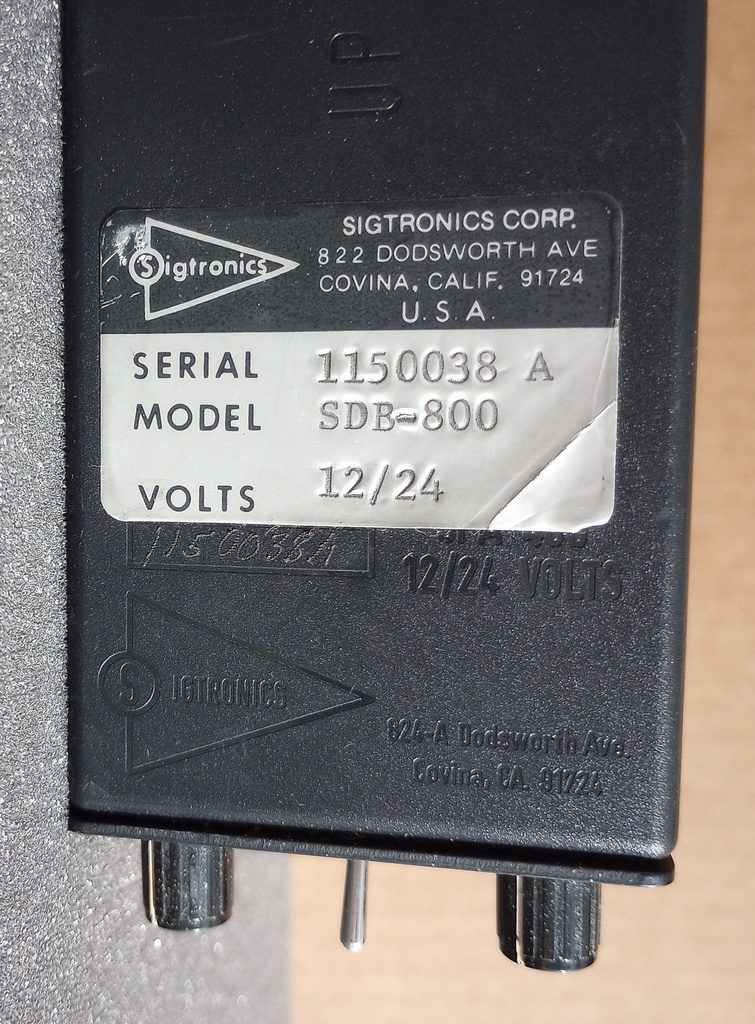 UP
Sigtronics
SIGTRONICS CORP.
822 DODSWORTH AVE
COVINA, CALIF. 91724
U.S.A.
SERIAL 1150038 A
MODEL SDB-800
VOLTS 12/24
1150038A
12/24 VOLTS
SIGTRONICS
824-A Dodsworth Ave.
Covina, CA. 91724